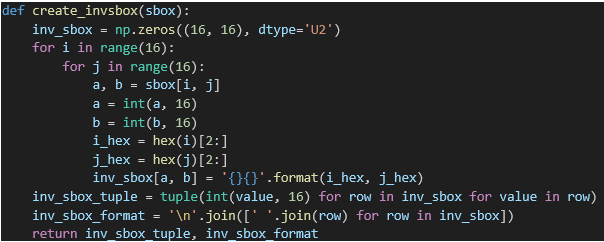 def create_invsbox(sbox):
    inv_sbox = np.zeros((16, 16), dtype='U2')
    for i in range(16):
        for j in range(16):
            a, b = sbox[i, j]
            a = int(a, 16)
            b = int(b, 16)
            i_hex = hex(i)[2:]
            j_hex = hex(j)[2:]
            inv_sbox[a, b] = '{}{}'.format(i_hex, j_hex)
    inv_sbox_tuple = tuple(int(value, 16) for row in inv_sbox for value in row)
    inv_sbox_format = '\n'.join([' '.join(row) for row in inv_sbox])
    return inv_sbox_tuple, inv_sbox_format